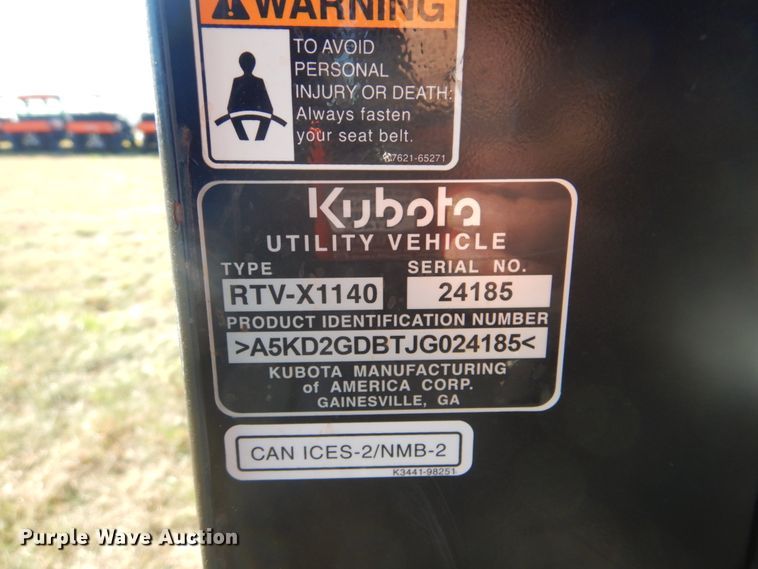 WARNING
TO AVOID
PERSONAL
INJURY OR DEATH:
Always fasten
your seat belt.
K7621-65271
Kubota
UTILITY VEHICLE
TYPE SERIAL NO.
RTV-X1140 24185
PRODUCT IDENTIFICATION NUMBER
>A5KD2GDBTJG024185<
KUBOTA MANUFACTURING
of AMERICA CORP.
GAINESVILLE, GA
CAN ICES-2/NMB-2
K3441-98251
Purple Wave Auction